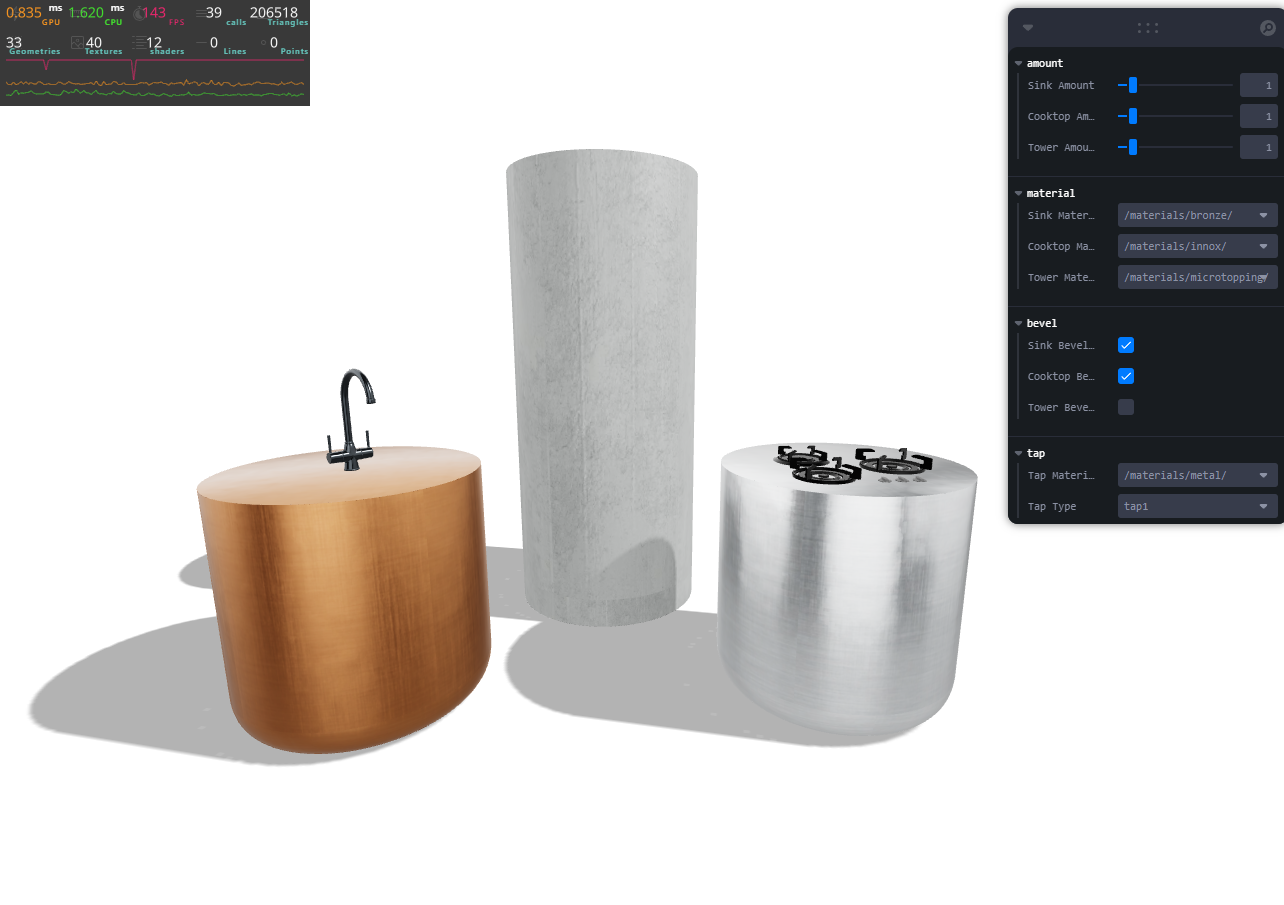 0.835 ms GPU 1.620 ms CPU 143 FPS 39 calls 206518 Triangles
33 Geometries 40 Textures 12 shaders 0 Lines 0 Points
amount
Sink Amount 1
Cooktop Am… 1
Tower Amou… 1
material
Sink Mater… /materials/bronze/
Cooktop Ma… /materials/innox/
Tower Mate… /materials/microtopping/
bevel
Sink Bevel…
Cooktop Be…
Tower Beve…
tap
Tap Materi… /materials/metal/
Tap Type tap1